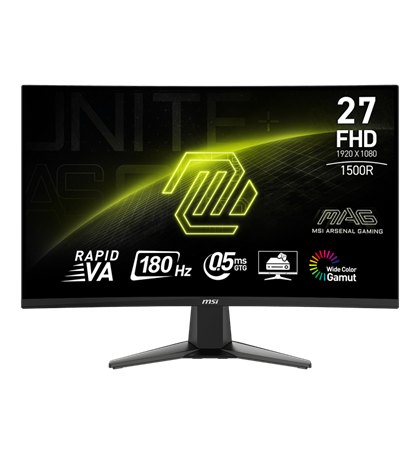 UNITE+
27
FHD
1920 X 1080
1500R
MAG
MSI ARSENAL GAMING
RAPID
VA
180 Hz
0.5ms
GTG
Wide Color
Gamut
msi